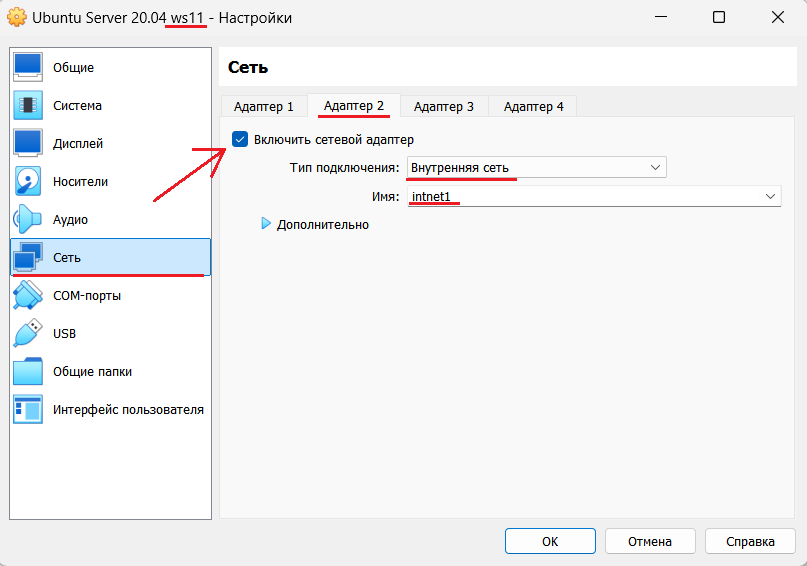 Ubuntu Server 20.04 ws11 - Настройки
Общие
Система
Дисплей
Носители
Аудио
Сеть
COM-порты
USB
Общие папки
Интерфейс пользователя
Сеть
Адаптер 1 Адаптер 2 Адаптер 3 Адаптер 4
Включить сетевой адаптер
Тип подключения: Внутренняя сеть
Имя: intnet1
Дополнительно
OK Отмена Справка